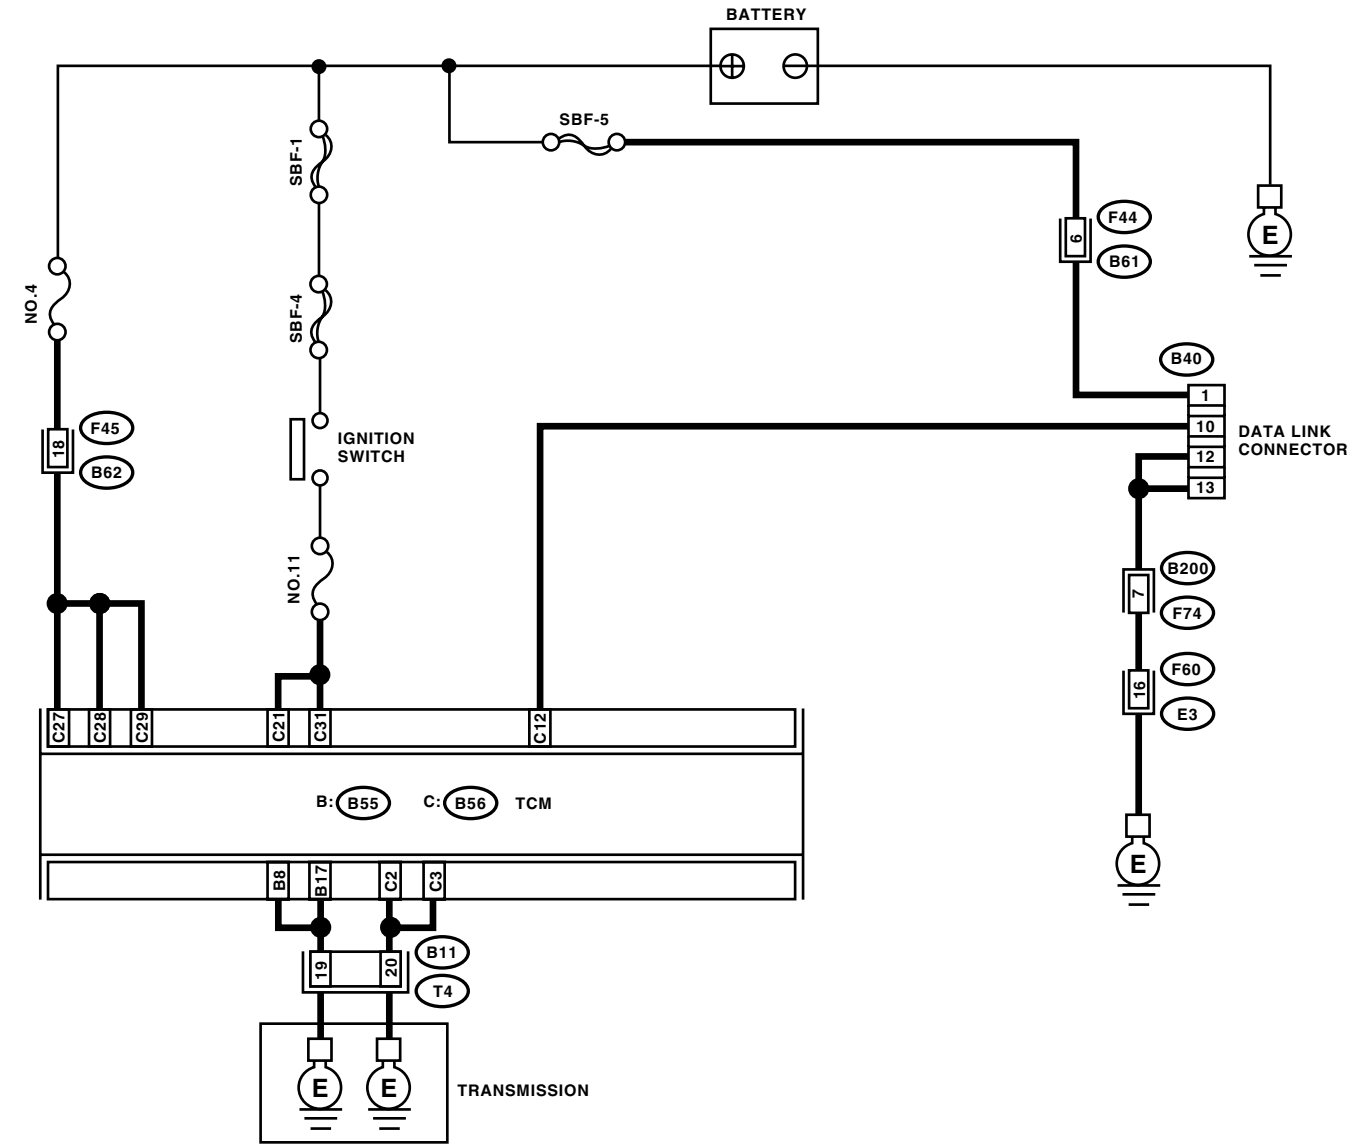 BATTERY
SBF-5
SBF-1
F44
6
E
B61
NO.4
SBF-4
B40
1
F45
10
DATA LINK
CONNECTOR
IGNITION
SWITCH
18
12
B62
13
NO.11
B200
7
F74
F60
16
E3
C27
C28
C29
C21
C31
C12
B: B55 C: B56 TCM
E
B8
B17
C2
C3
B11
19
20
T4
E
E
TRANSMISSION